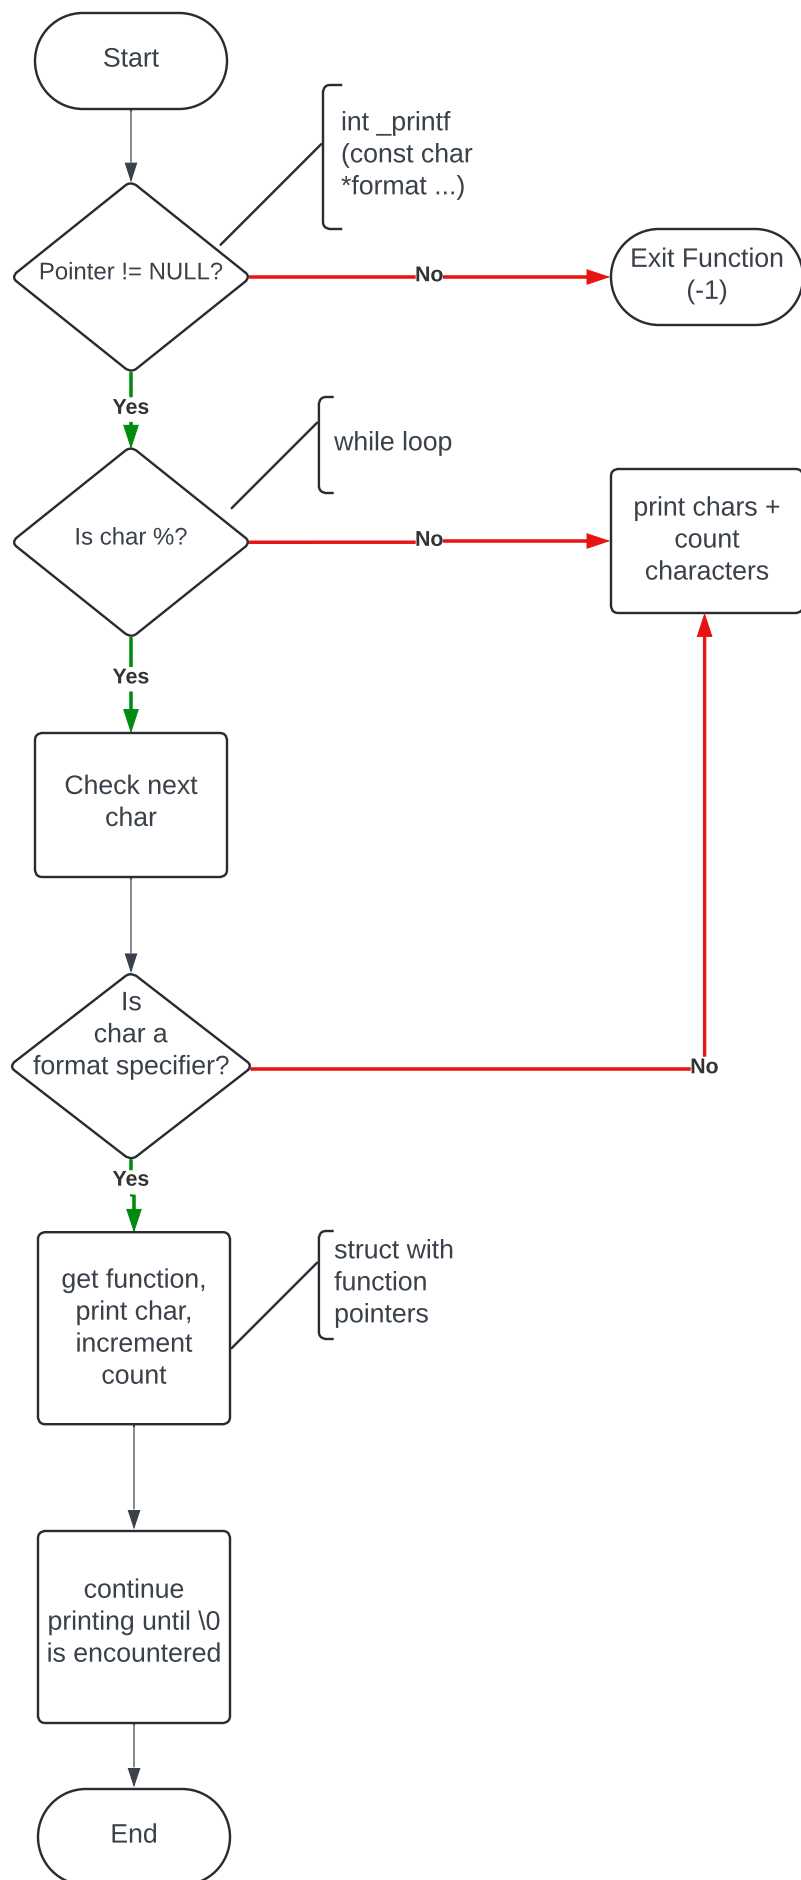 Start
int _printf
(const char
*format ...)
Pointer != NULL?
No
Exit Function
(-1)
Yes
while loop
Is char %?
No
print chars +
count
characters
Yes
Check next
char
Is
char a
format specifier?
No
Yes
struct with
function
pointers
get function,
print char,
increment
count
continue
printing until \0
is encountered
End